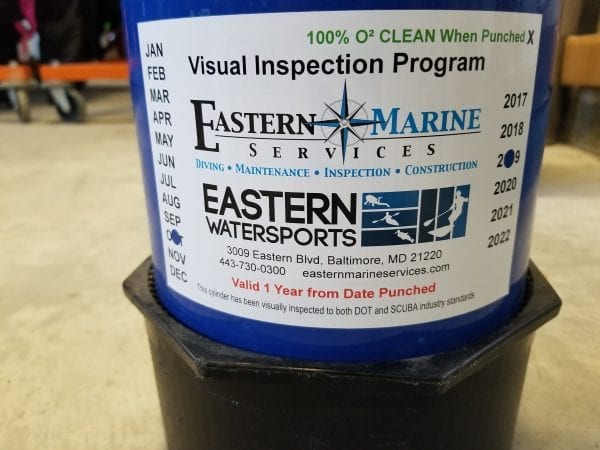 100% O² CLEAN When Punched X
Visual Inspection Program
JAN
FEB
MAR
APR
MAY
JUN
JUL
AUG
SEP
NOV
DEC
EASTERN MARINE
SERVICES
DIVING • MAINTENANCE • INSPECTION • CONSTRUCTION
EASTERN
WATERSPORTS
3009 Eastern Blvd, Baltimore, MD 21220
443-730-0300 easternmarineservices.com
Valid 1 Year from Date Punched
This cylinder has been visually inspected to both DOT and SCUBA industry standards
2017
2018
2020
2021
2022